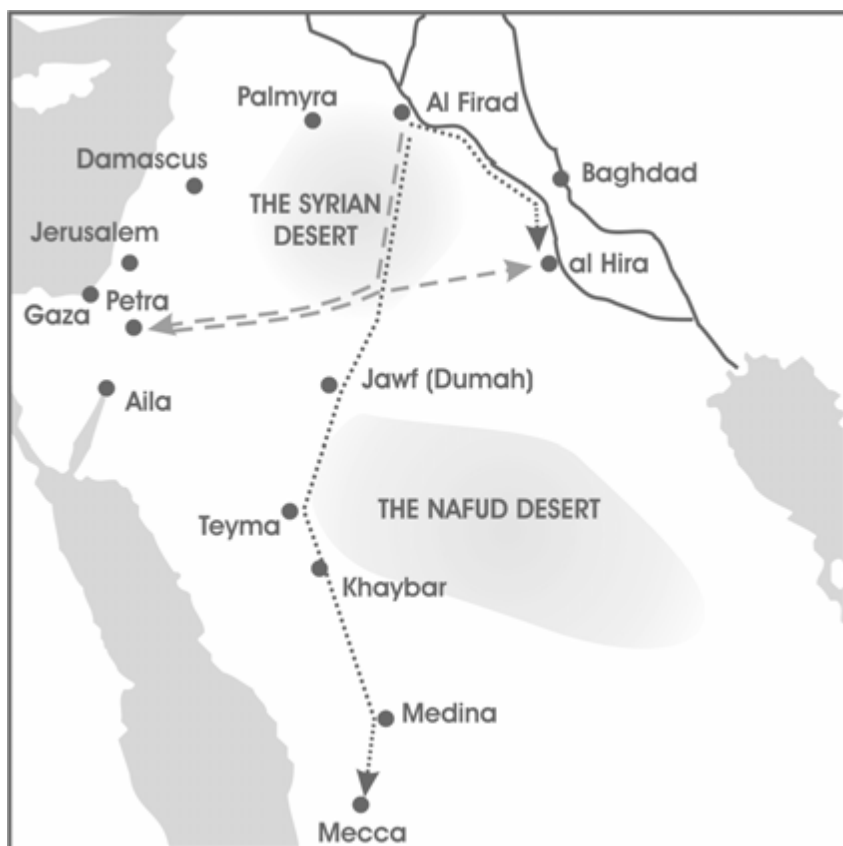 Palmyra
Al Firad
Damascus
Baghdad
THE SYRIAN
DESERT
Jerusalem
al Hira
Gaza
Petra
Jawf (Dumah)
Aila
THE NAFUD DESERT
Teyma
Khaybar
Medina
Mecca